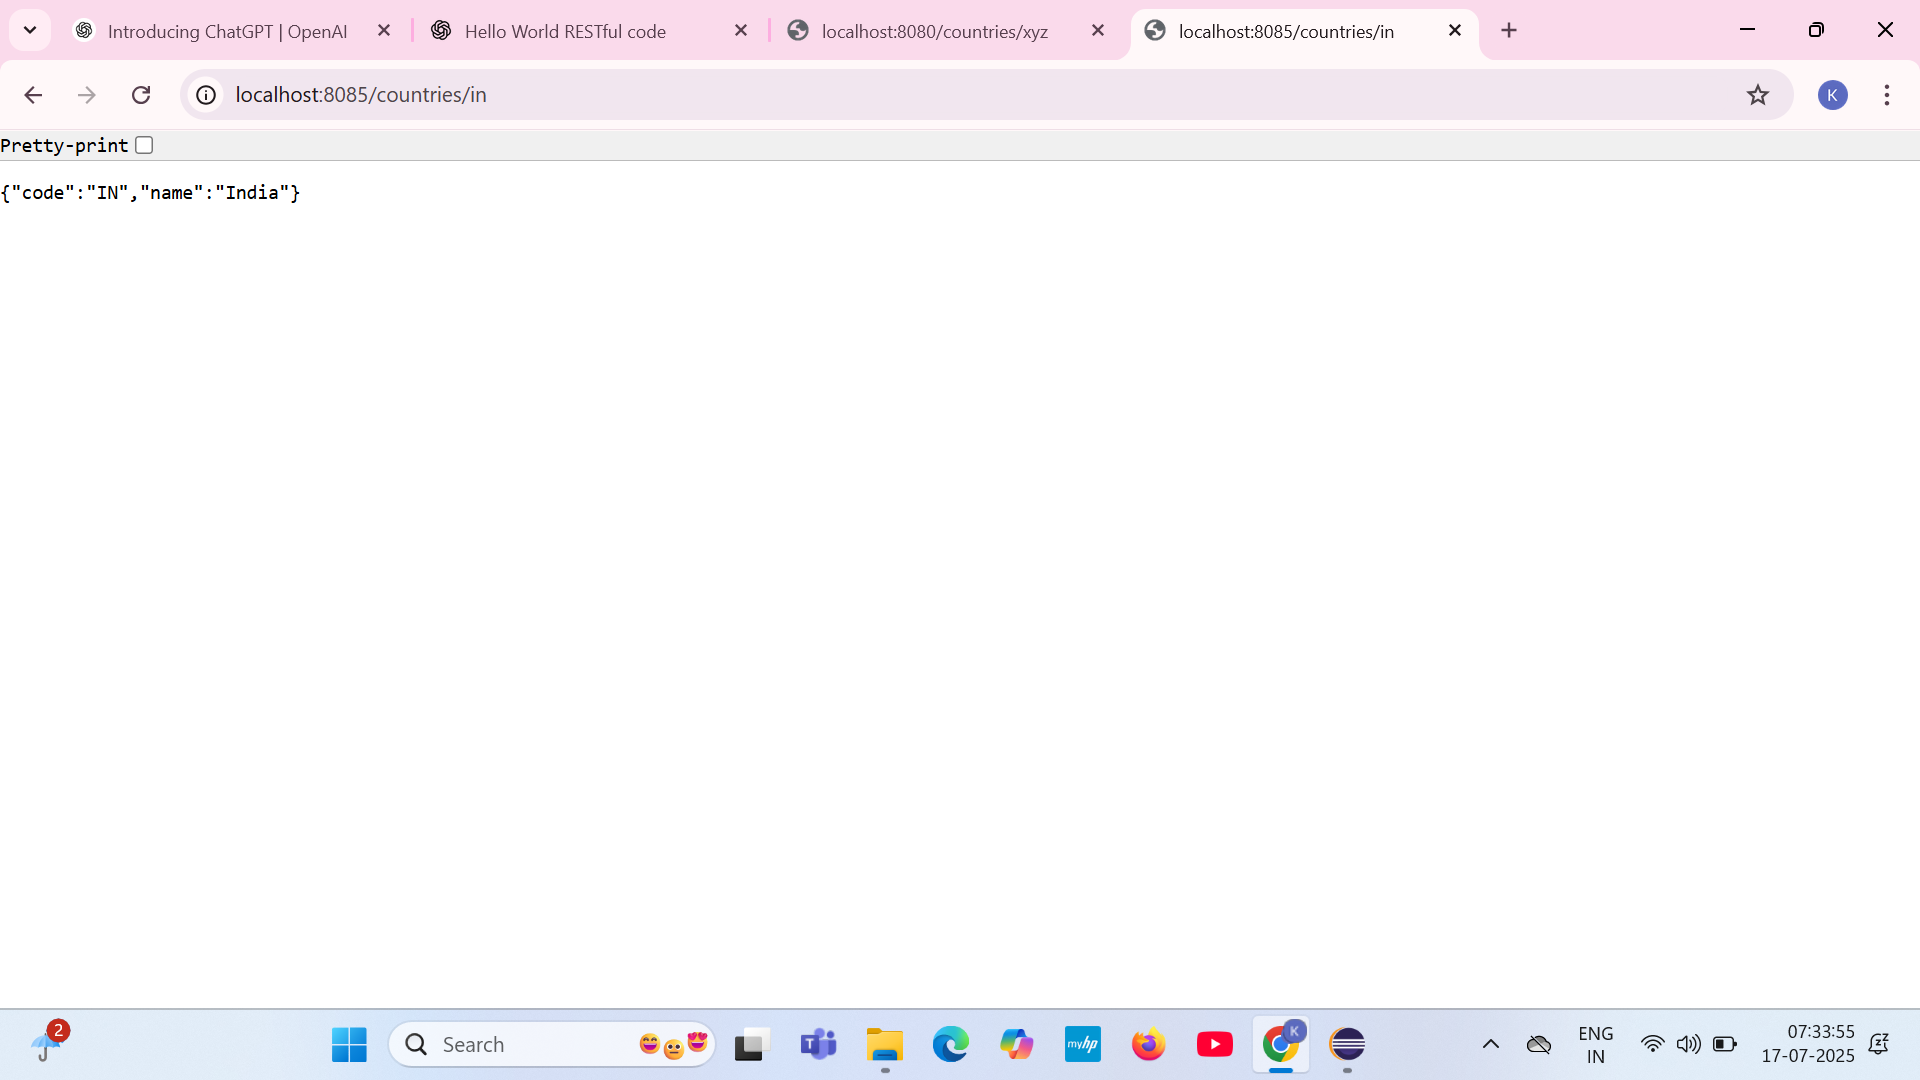 Introducing ChatGPT | OpenAI
Hello World RESTful code
localhost:8080/countries/xyz
localhost:8085/countries/in
localhost:8085/countries/in
K
Pretty-print
{"code":"IN","name":"India"}
2
Search
T
myhp
K
ENG
IN
07:33:55
17-07-2025